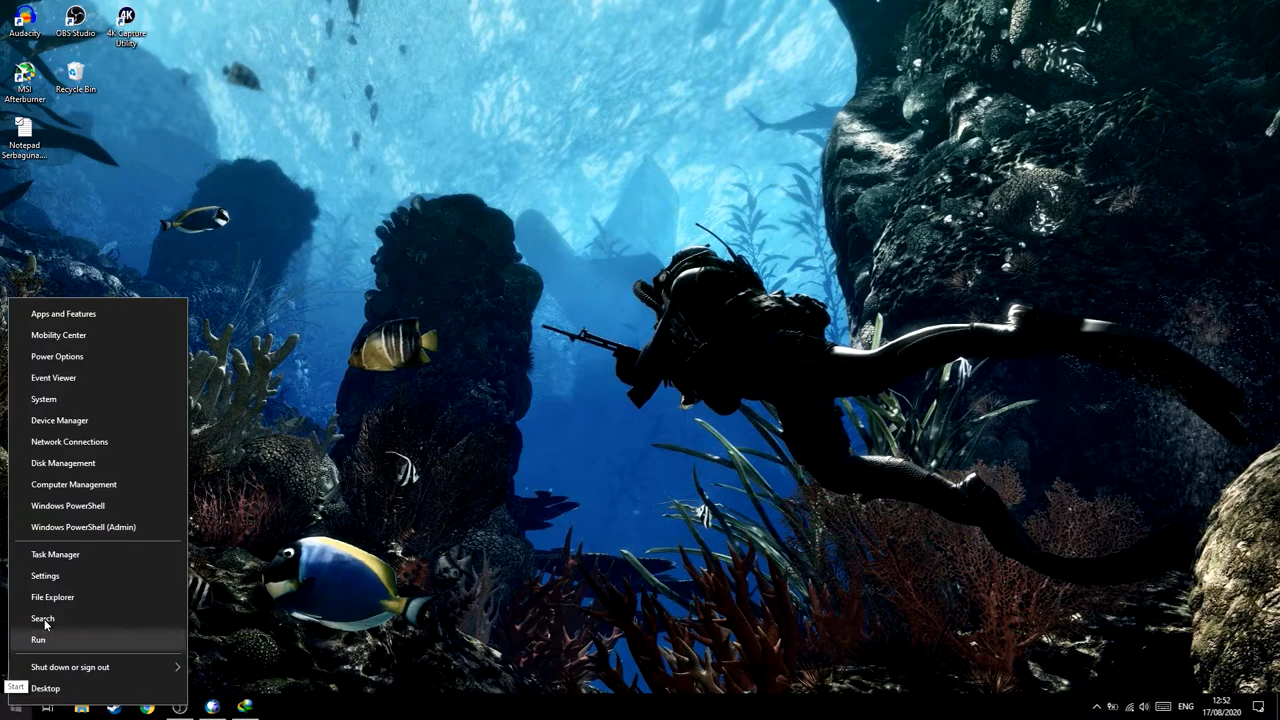 Audacity
OBS Studio
4K Capture
Utility
MSI
Afterburner
Recycle Bin
Notepad
Serbaguna....
Apps and Features
Mobility Center
Power Options
Event Viewer
System
Device Manager
Network Connections
Disk Management
Computer Management
Windows PowerShell
Windows PowerShell (Admin)
Task Manager
Settings
File Explorer
Search
Run
Shut down or sign out
Start
Desktop
ENG
12:52
17/08/2020